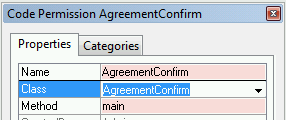 Code Permission AgreementConfirm
Properties Categories
Name AgreementConfirm
Class AgreementConfirm
Method main